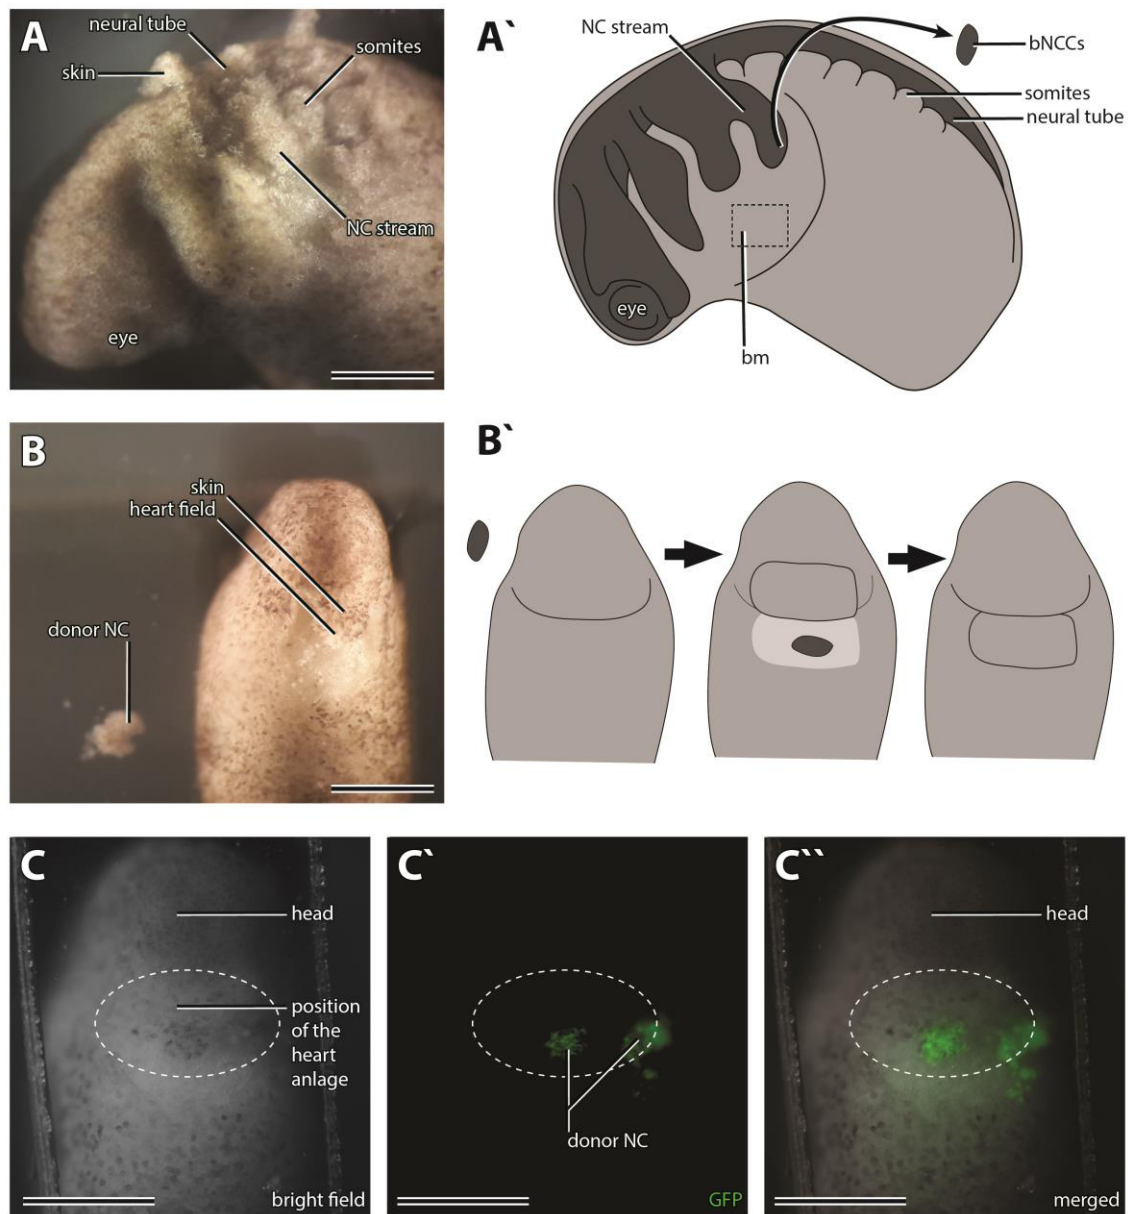 A
neural tube
skin
somites
NC stream
eye
A`
NC stream
bNCCs
somites
neural tube
eye
bm
B
skin
heart field
donor NC
B`
C
head
position
of the
heart
anlage
bright field
C`
donor NC
GFP
C``
head
merged